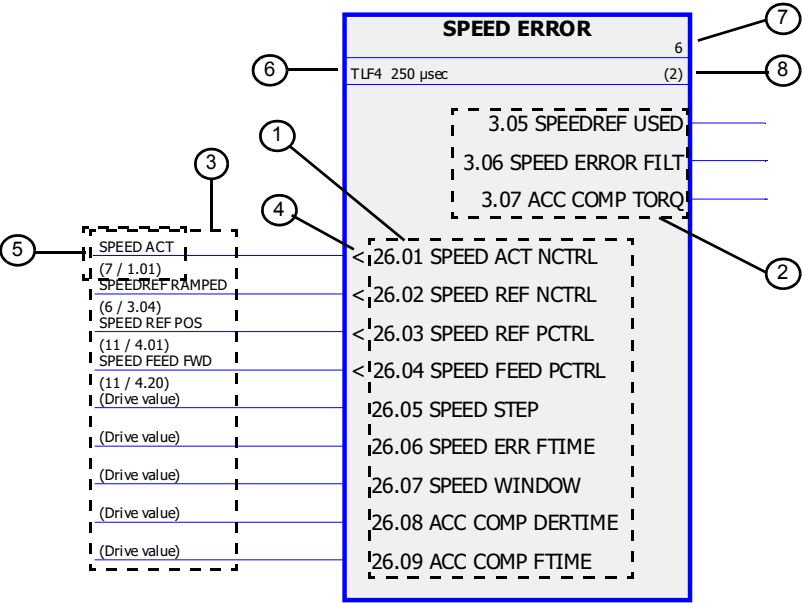 SPEED ERROR
7
6
6
TLF4 250 µsec
(2)
8
3.05 SPEEDREF USED
1
3.06 SPEED ERROR FILT
3
3.07 ACC COMP TORQ
4
5
SPEED ACT
<26.01 SPEED ACT NCTRL
2
(7 / 1.01)
SPEEDREF RAMPED
<26.02 SPEED REF NCTRL
(6 / 3.04)
SPEED REF POS
<26.03 SPEED REF PCTRL
(11 / 4.01)
SPEED FEED FWD
<26.04 SPEED FEED PCTRL
(11 / 4.20)
(Drive value)
26.05 SPEED STEP
(Drive value)
26.06 SPEED ERR FTIME
(Drive value)
26.07 SPEED WINDOW
(Drive value)
26.08 ACC COMP DERTIME
(Drive value)
26.09 ACC COMP FTIME